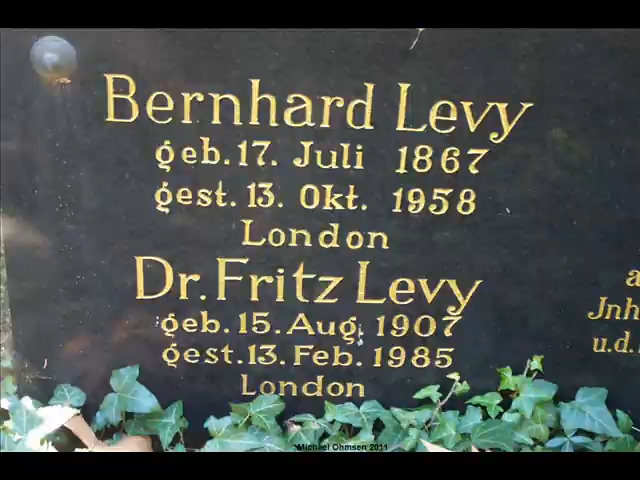 Bernhard Levy
geb. 17. Juli 1867
gest. 13. Okt. 1958
London
Dr. Fritz Levy
geb. 15. Aug. 1907
gest. 13. Feb. 1985
London
a
Jnh
u.d.
Michael Ohmsen 2011